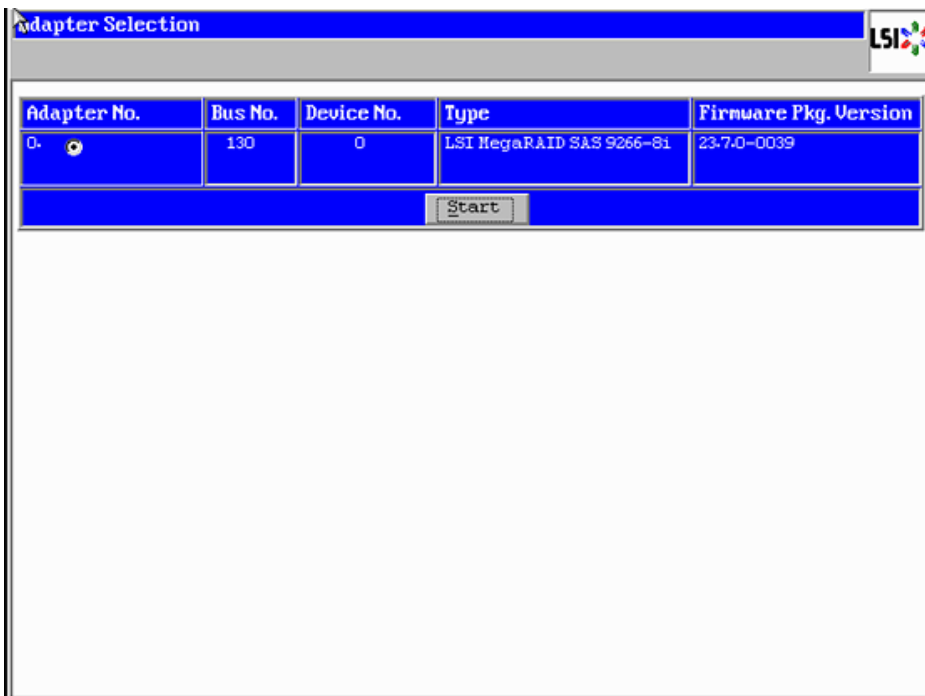 Adapter Selection
LSI
Adapter No. Bus No. Device No. Type Firmware Pkg. Version
0. 130 0 LSI MegaRAID SAS 9266-8i 23.7.0-0039
Start